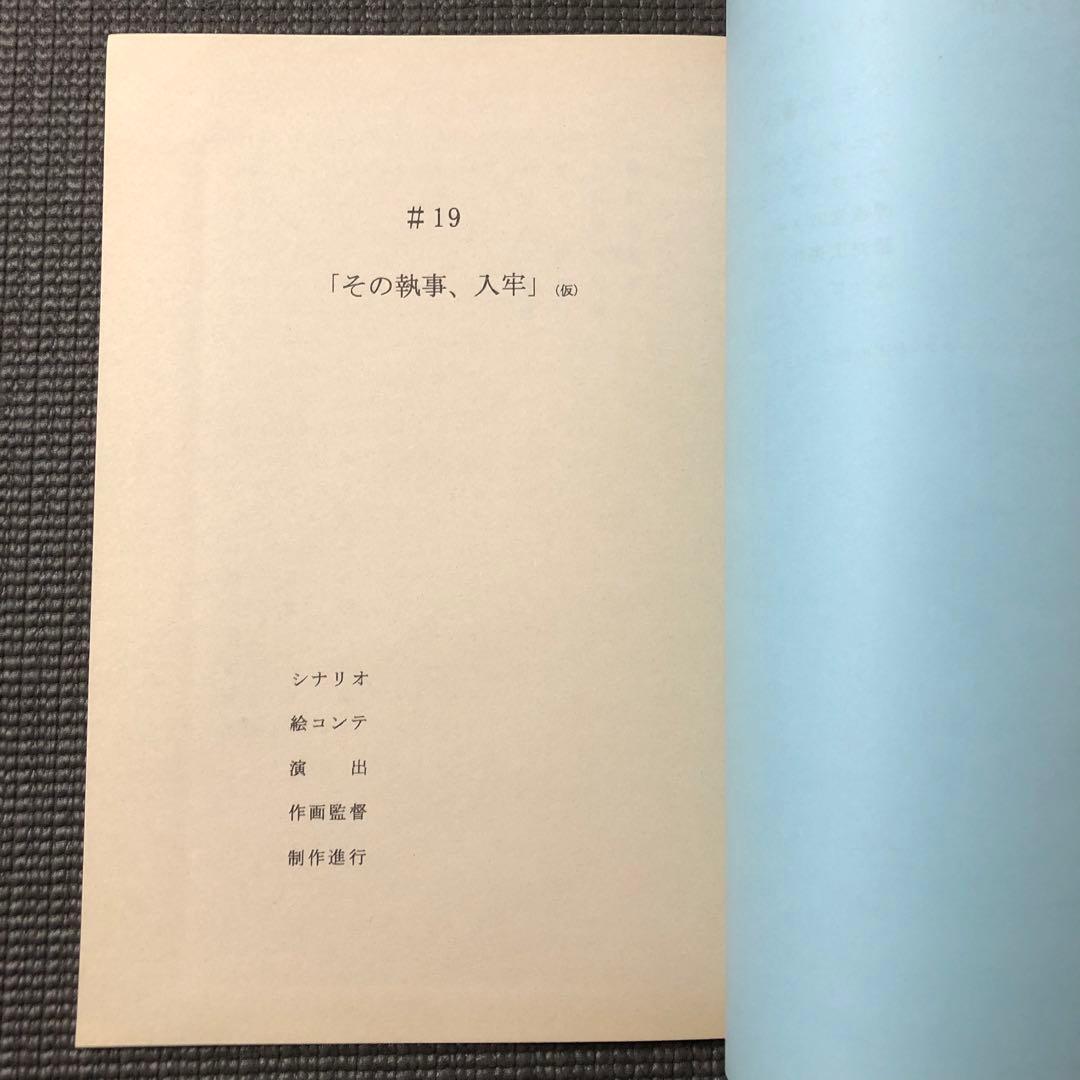 #19
「その執事、入牢」(仮)
シナリオ
絵コンテ
演　　出
作画監督
制作進行